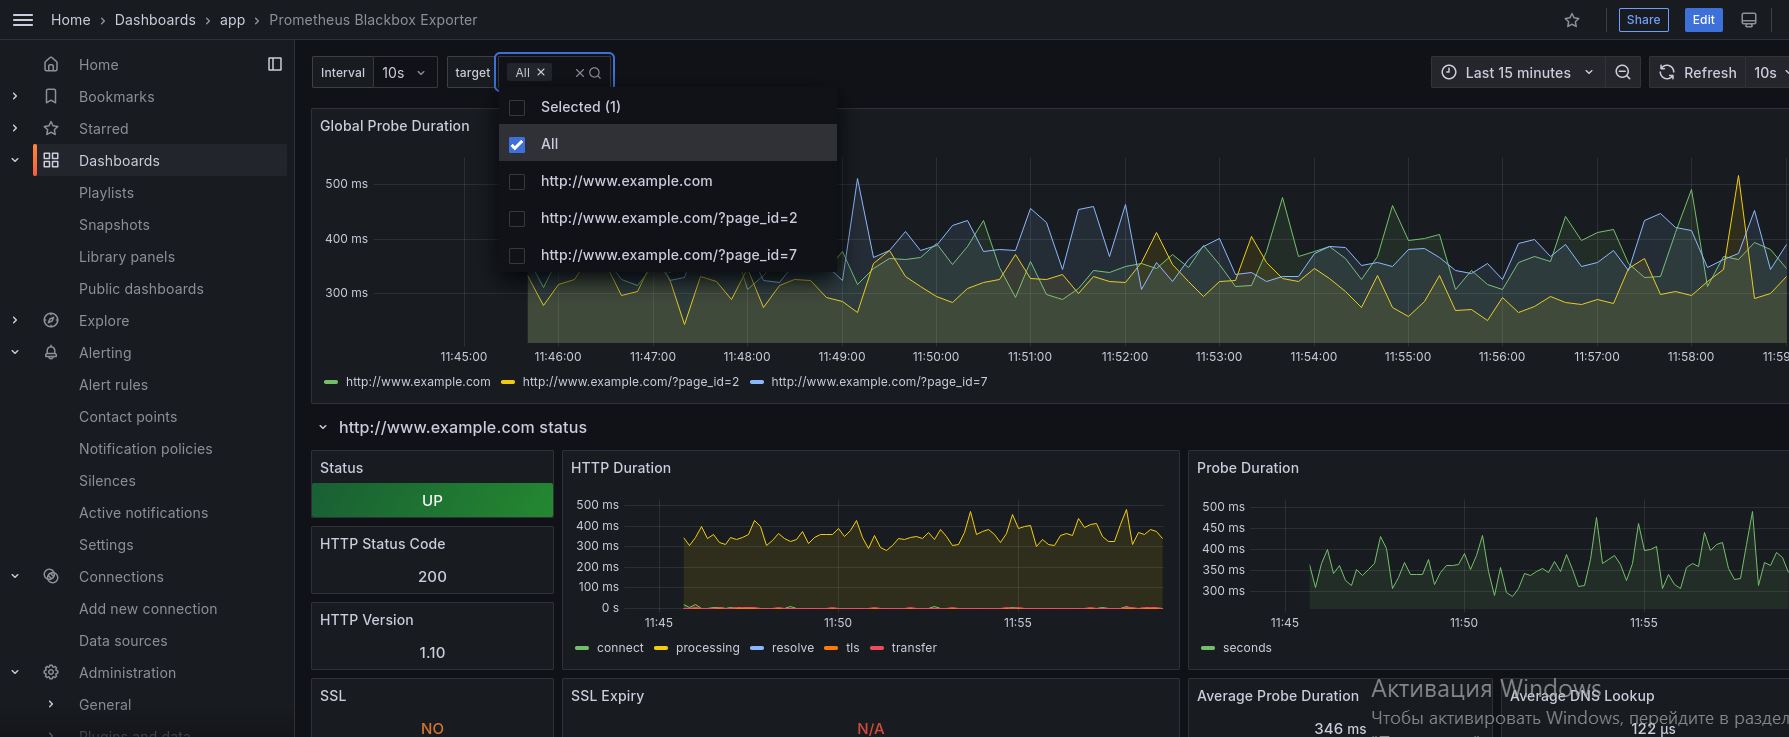 Home › Dashboards › app › Prometheus Blackbox Exporter
Share
Edit
Home
Bookmarks
Starred
Dashboards
Playlists
Snapshots
Library panels
Public dashboards
Explore
Alerting
Alert rules
Contact points
Notification policies
Silences
Active notifications
Settings
Connections
Add new connection
Data sources
Administration
General
Plugins and data
Interval 10s
target All
Last 15 minutes
Refresh 10s
Selected (1)
All
http://www.example.com
http://www.example.com/?page_id=2
http://www.example.com/?page_id=7
Global Probe Duration
500 ms
400 ms
300 ms
11:45:00 11:46:00 11:47:00 11:48:00 11:49:00 11:50:00 11:51:00 11:52:00 11:53:00 11:54:00 11:55:00 11:56:00 11:57:00 11:58:00 11:59
http://www.example.com http://www.example.com/?page_id=2 http://www.example.com/?page_id=7
http://www.example.com status
Status
UP
HTTP Status Code
200
HTTP Version
1.10
SSL
NO
HTTP Duration
500 ms
400 ms
300 ms
200 ms
100 ms
0 s
11:45 11:50 11:55
connect processing resolve tls transfer
SSL Expiry
N/A
Probe Duration
500 ms
450 ms
400 ms
350 ms
300 ms
11:45 11:50 11:55
seconds
Average Probe Duration
346 ms
Average DNS Lookup
122 µs
Активация Windows
Чтобы активировать Windows, перейдите в раздел